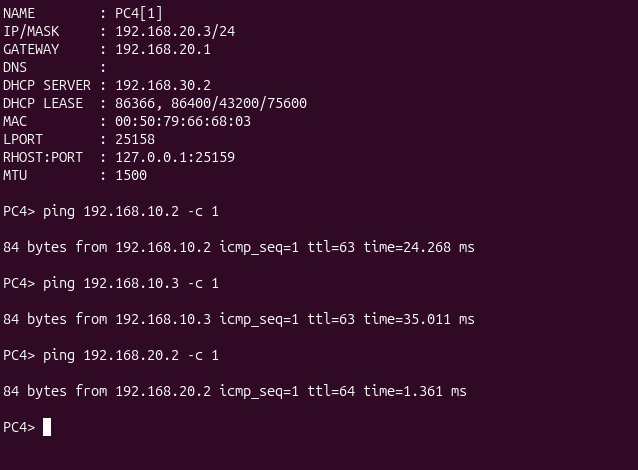 NAME        : PC4[1]
IP/MASK     : 192.168.20.3/24
GATEWAY     : 192.168.20.1
DNS         :
DHCP SERVER : 192.168.30.2
DHCP LEASE  : 86366, 86400/43200/75600
MAC         : 00:50:79:66:68:03
LPORT       : 25158
RHOST:PORT  : 127.0.0.1:25159
MTU         : 1500
PC4> ping 192.168.10.2 -c 1
84 bytes from 192.168.10.2 icmp_seq=1 ttl=63 time=24.268 ms
PC4> ping 192.168.10.3 -c 1
84 bytes from 192.168.10.3 icmp_seq=1 ttl=63 time=35.011 ms
PC4> ping 192.168.20.2 -c 1
84 bytes from 192.168.20.2 icmp_seq=1 ttl=64 time=1.361 ms
PC4>